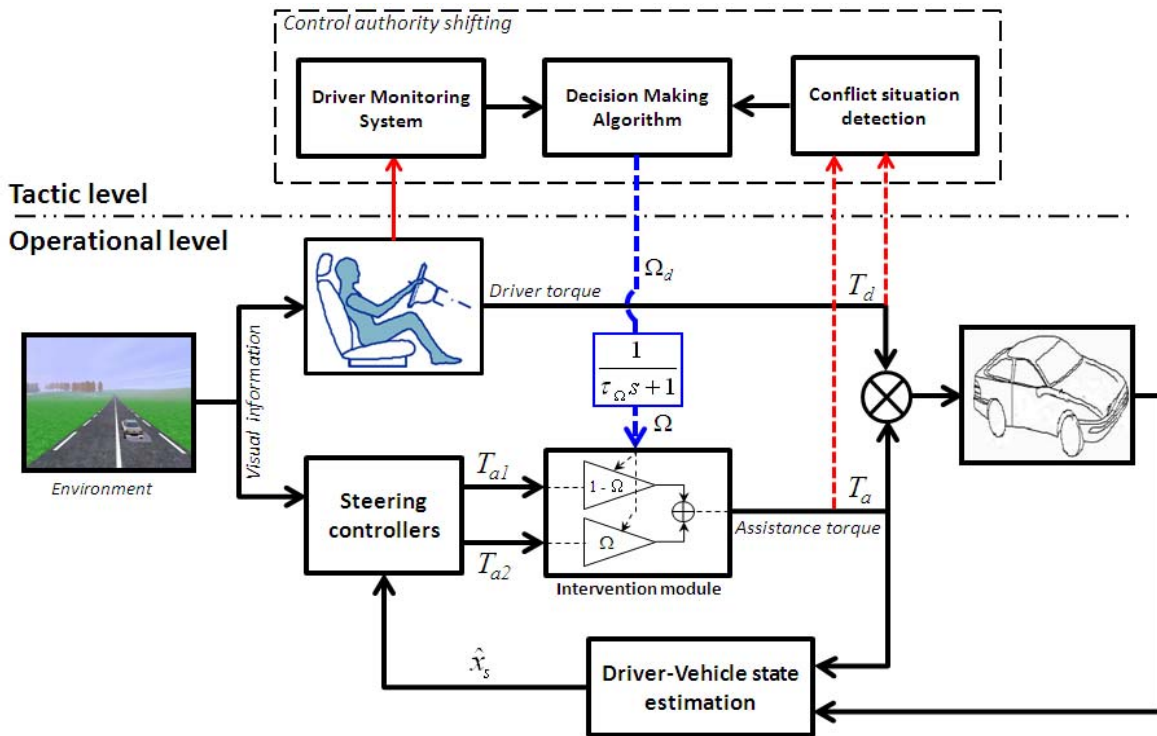 Control authority shifting
Driver Monitoring
System
Decision Making
Algorithm
Conflict situation
detection
Tactic level
Operational level
Ω_d
Driver torque
T_d
Visual information
1
τ_Ω s + 1
Ω
Environment
Steering
controllers
T_a1
T_a2
1 - Ω
Ω
Intervention module
T_a
Assistance torque
x̂_s
Driver-Vehicle state
estimation